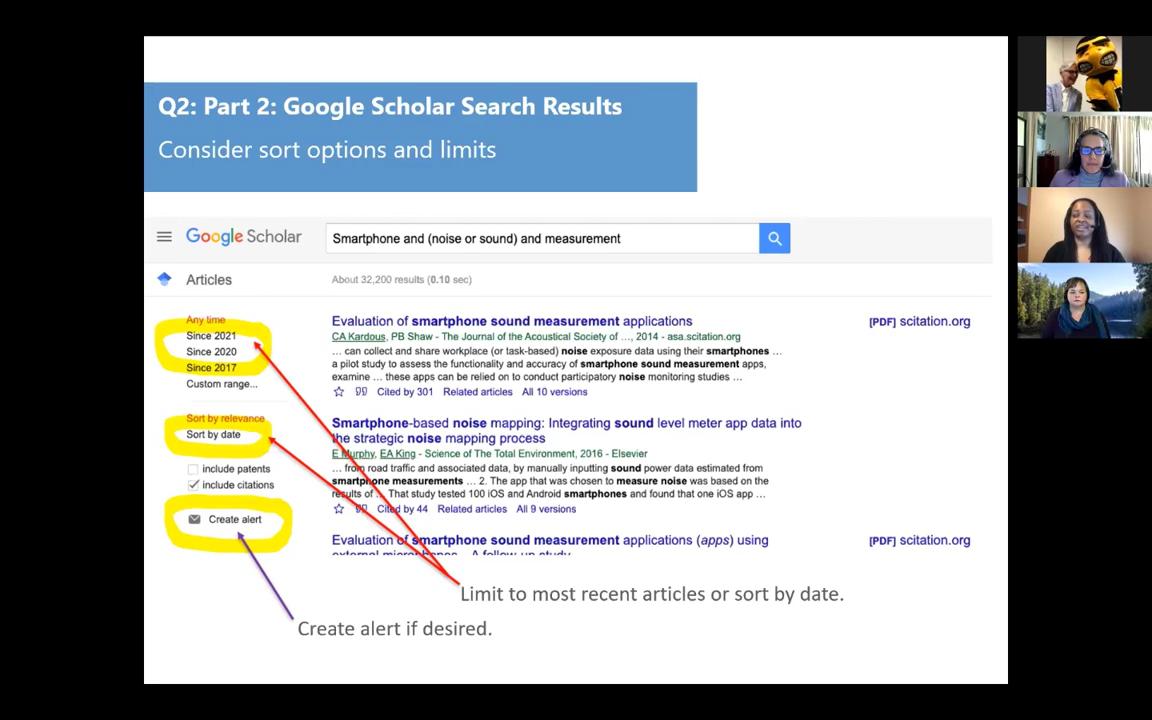 Q2: Part 2: Google Scholar Search Results
Consider sort options and limits
Google Scholar
Smartphone and (noise or sound) and measurement
Articles
About 32,200 results (0.10 sec)
Any time
Since 2021
Since 2020
Since 2017
Custom range...
Sort by relevance
Sort by date
include patents
include citations
Create alert
Evaluation of smartphone sound measurement applications
[PDF] scitation.org
CA Kardous, PB Shaw - The Journal of the Acoustical Society of …, 2014 - asa.scitation.org
... can collect and share workplace (or task-based) noise exposure data using their smartphones ...
a pilot study to assess the functionality and accuracy of smartphone sound measurement apps,
examine ... these apps can be relied on to conduct participatory noise monitoring studies ...
Cited by 301 Related articles All 10 versions
Smartphone-based noise mapping: Integrating sound level meter app data into
the strategic noise mapping process
E Murphy, EA King - Science of The Total Environment, 2016 - Elsevier
... from road traffic and associated data, by manually inputting sound power data estimated from
smartphone measurements ... 2. The app that was chosen to measure noise was based on the
results of ... That study tested 100 iOS and Android smartphones and found that one iOS app ...
Cited by 44 Related articles All 9 versions
Evaluation of smartphone sound measurement applications (apps) using
[PDF] scitation.org
external microphones—A follow-up study
Limit to most recent articles or sort by date.
Create alert if desired.